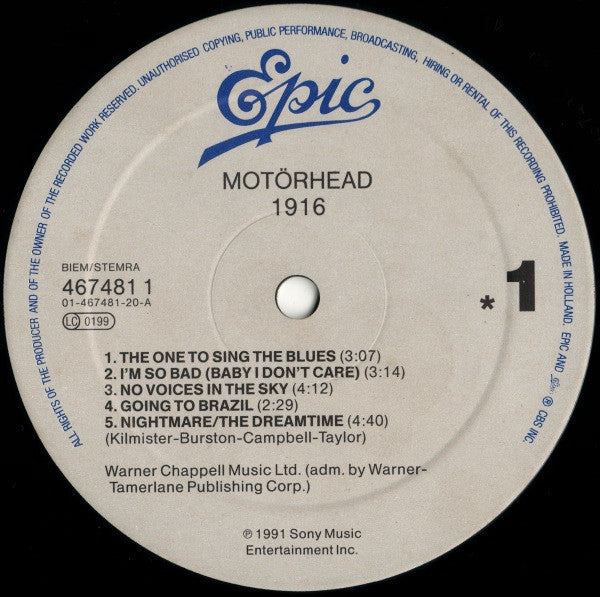 ALL RIGHTS OF THE PRODUCER AND OF THE OWNER OF THE RECORDED WORK RESERVED. UNAUTHORISED COPYING, PUBLIC PERFORMANCE, BROADCASTING, HIRING OR RENTAL OF THIS RECORDING PROHIBITED. MADE IN HOLLAND. EPIC AND Epic ® CBS INC.
Epic
MOTÖRHEAD
1916
BIEM/STEMRA
467481 1
01-467481-20-A
LC 0199
* 1
1. THE ONE TO SING THE BLUES (3:07)
2. I'M SO BAD (BABY I DON'T CARE) (3:14)
3. NO VOICES IN THE SKY (4:12)
4. GOING TO BRAZIL (2:29)
5. NIGHTMARE/THE DREAMTIME (4:40)
(Kilmister-Burston-Campbell-Taylor)
Warner Chappell Music Ltd. (adm. by Warner-
Tamerlane Publishing Corp.)
℗ 1991 Sony Music
Entertainment Inc.